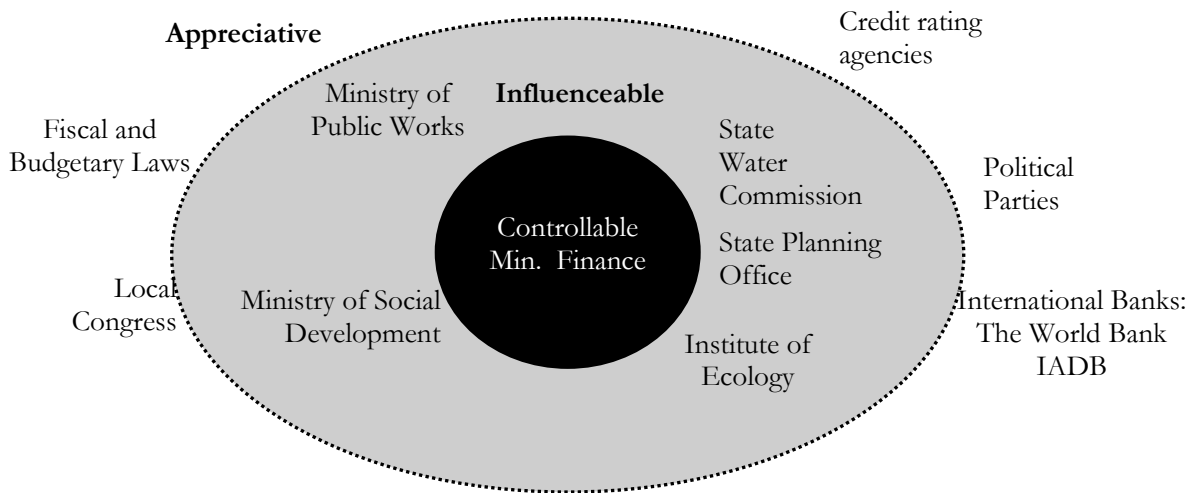 Appreciative
Credit rating
agencies
Ministry of
Public Works
Influenceable
Fiscal and
Budgetary Laws
State
Water
Commission
Political
Parties
Controllable
Min. Finance
State Planning
Office
Local
Congress
Ministry of Social
Development
International Banks:
The World Bank
IADB
Institute of
Ecology